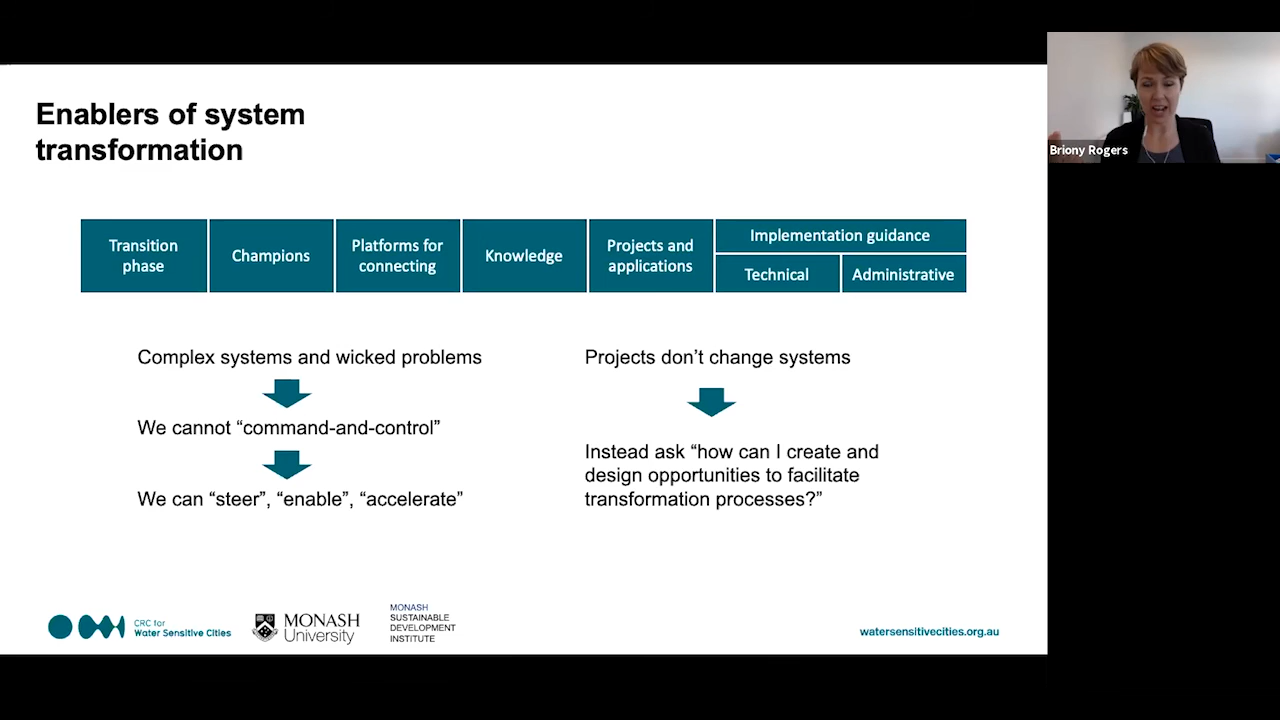 Enablers of system
transformation
Transition
phase
Champions
Platforms for
connecting
Knowledge
Projects and
applications
Implementation guidance
Technical
Administrative
Complex systems and wicked problems
We cannot “command-and-control”
We can “steer”, “enable”, “accelerate”
Projects don’t change systems
Instead ask “how can I create and
design opportunities to facilitate
transformation processes?”
CRC for
Water Sensitive Cities
MONASH
University
MONASH
SUSTAINABLE
DEVELOPMENT
INSTITUTE
watersensitivecities.org.au
Briony Rogers